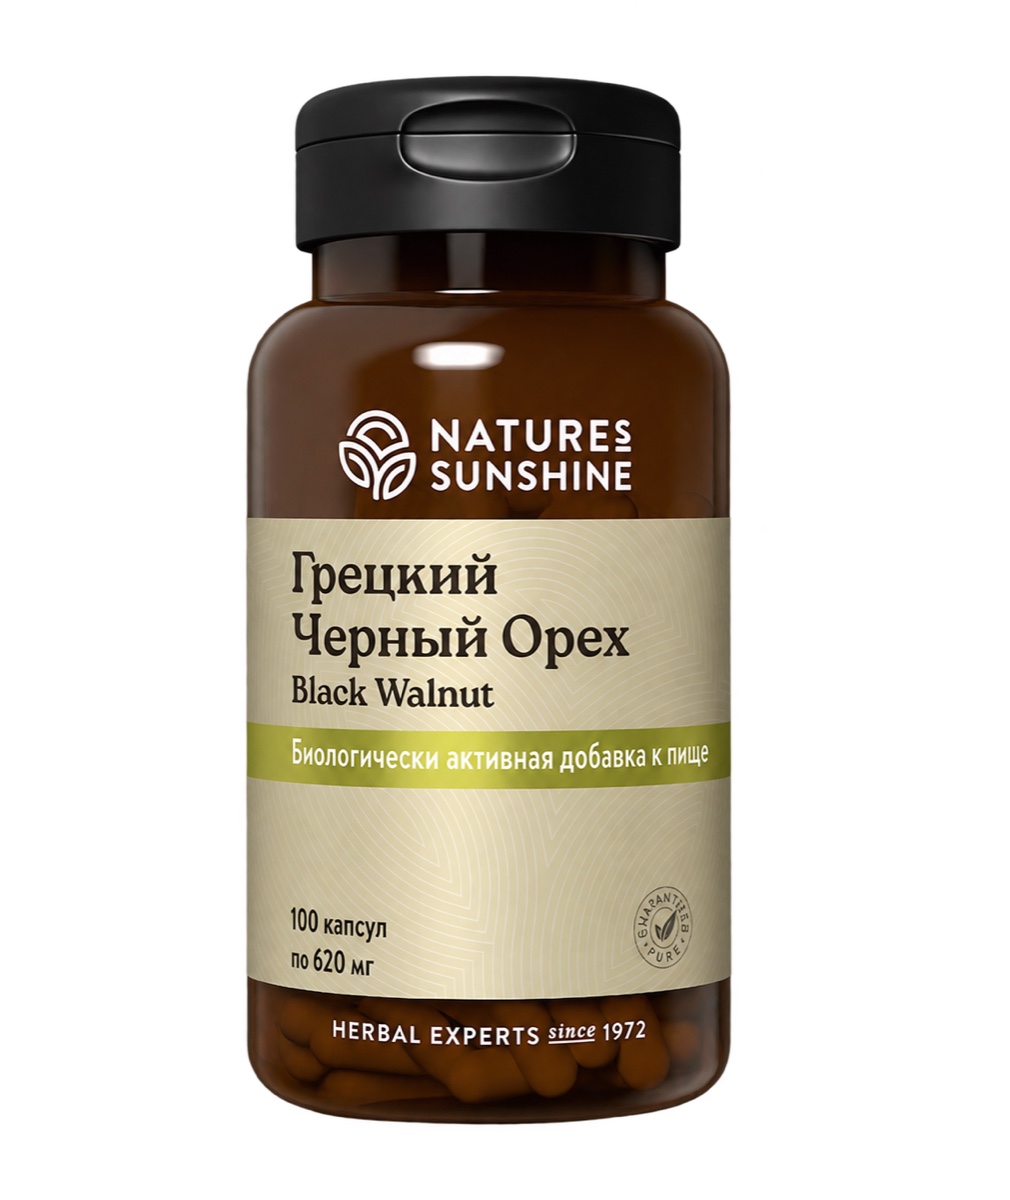 NATURES
SUNSHINE
Грецкий
Черный Орех
Black Walnut
Биологически активная добавка к пище
100 капсул
по 620 мг
PURE
HERBAL EXPERTS since 1972